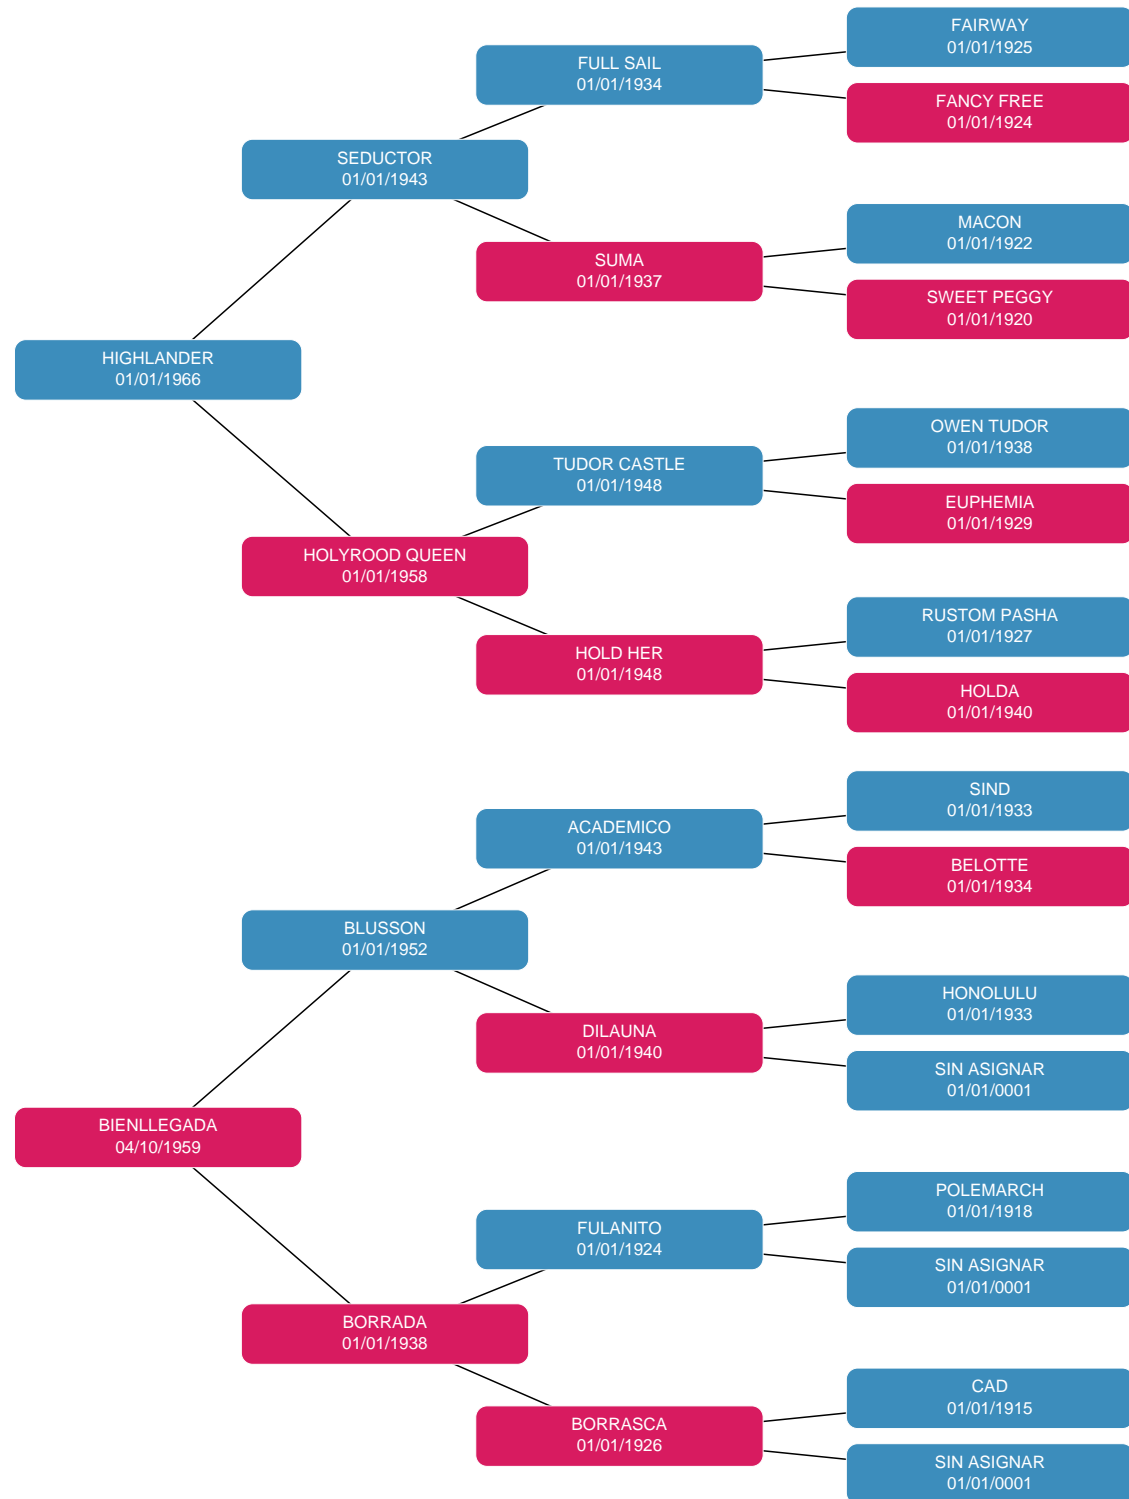 FAIRWAY
01/01/1925
FULL SAIL
01/01/1934
FANCY FREE
01/01/1924
SEDUCTOR
01/01/1943
MACON
01/01/1922
SUMA
01/01/1937
SWEET PEGGY
01/01/1920
HIGHLANDER
01/01/1966
OWEN TUDOR
01/01/1938
TUDOR CASTLE
01/01/1948
EUPHEMIA
01/01/1929
HOLYROOD QUEEN
01/01/1958
RUSTOM PASHA
01/01/1927
HOLD HER
01/01/1948
HOLDA
01/01/1940
SIND
01/01/1933
ACADEMICO
01/01/1943
BELOTTE
01/01/1934
BLUSSON
01/01/1952
HONOLULU
01/01/1933
DILAUNA
01/01/1940
SIN ASIGNAR
01/01/0001
BIENLLEGADA
04/10/1959
POLEMARCH
01/01/1918
FULANITO
01/01/1924
SIN ASIGNAR
01/01/0001
BORRADA
01/01/1938
CAD
01/01/1915
BORRASCA
01/01/1926
SIN ASIGNAR
01/01/0001